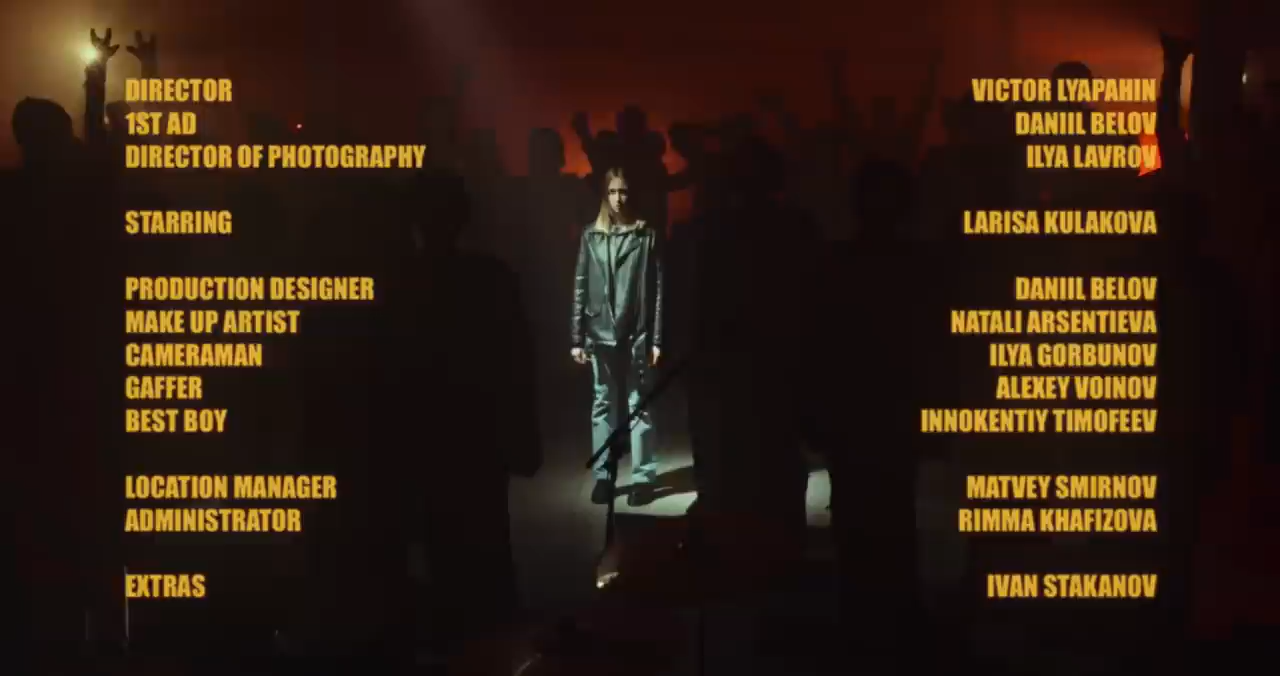 DIRECTOR VICTOR LYAPAHIN
1ST AD DANIIL BELOV
DIRECTOR OF PHOTOGRAPHY ILYA LAVROV
STARRING LARISA KULAKOVA
PRODUCTION DESIGNER DANIIL BELOV
MAKE UP ARTIST NATALI ARSENTIEVA
CAMERAMAN ILYA GORBUNOV
GAFFER ALEXEY VOINOV
BEST BOY INNOKENTIY TIMOFEEV
LOCATION MANAGER MATVEY SMIRNOV
ADMINISTRATOR RIMMA KHAFIZOVA
EXTRAS IVAN STAKANOV